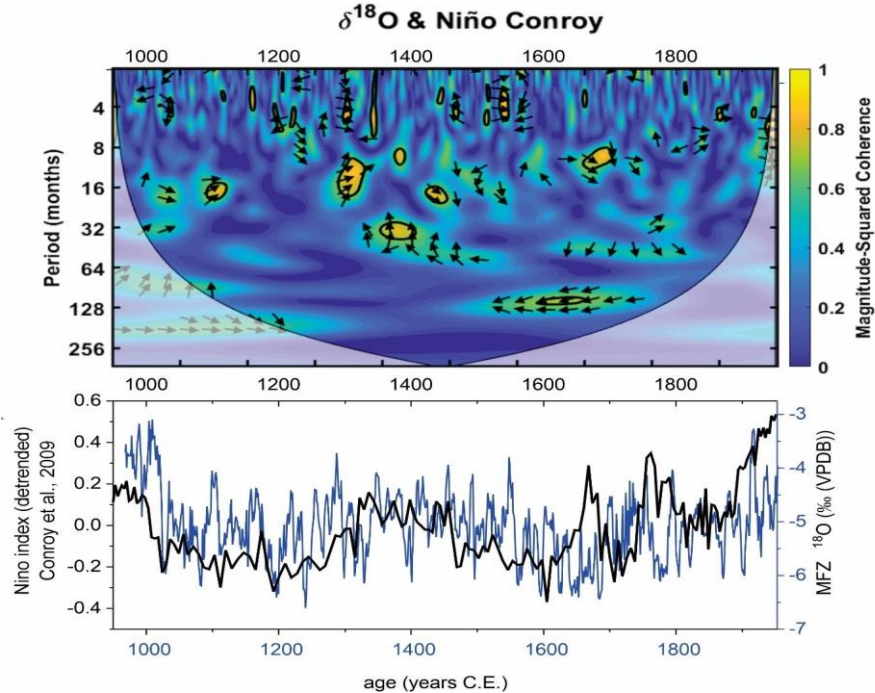 δ¹⁸O & Niño Conroy
1000 1200 1400 1600 1800
4
8
16
32
64
128
256
Period (months)
1
0.8
0.6
0.4
0.2
0
Magnitude-Squared Coherence
1000 1200 1400 1600 1800
0.6
0.4
0.2
0.0
-0.2
-0.4
Nino index (detrended)
Conroy et al., 2009
-3
-4
-5
-6
-7
MFZ ¹⁸O (‰ (VPDB))
1000 1200 1400 1600 1800
age (years C.E.)